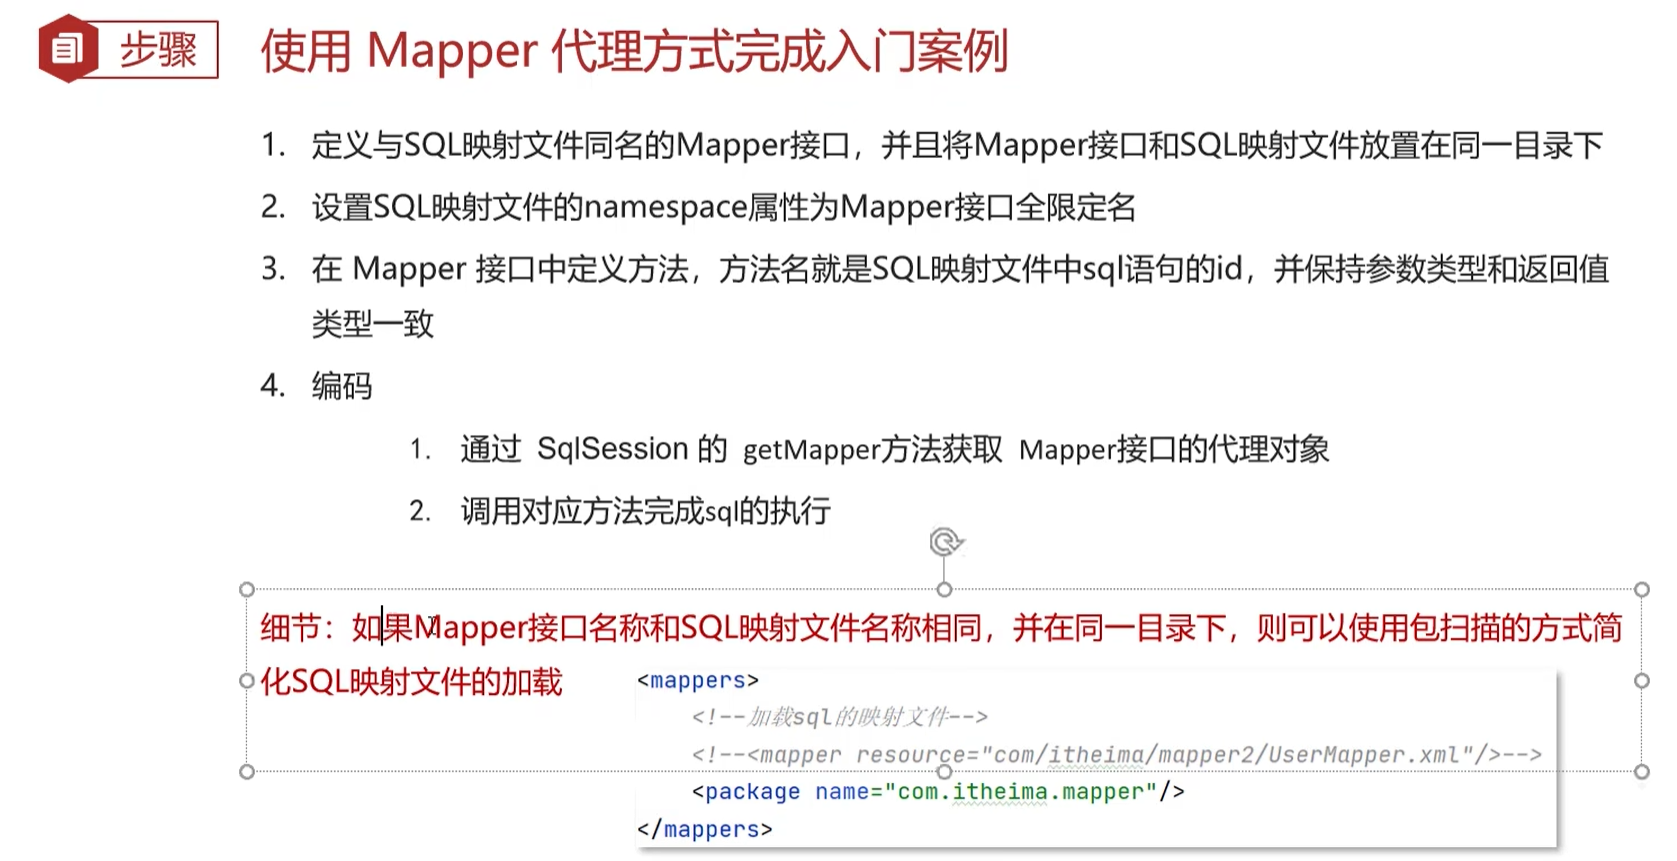 步骤
使用 Mapper 代理方式完成入门案例
1. 定义与SQL映射文件同名的Mapper接口，并且将Mapper接口和SQL映射文件放置在同一目录下
2. 设置SQL映射文件的namespace属性为Mapper接口全限定名
3. 在 Mapper 接口中定义方法，方法名就是SQL映射文件中sql语句的id，并保持参数类型和返回值
类型一致
4. 编码
1. 通过 SqlSession 的 getMapper方法获取 Mapper接口的代理对象
2. 调用对应方法完成sql的执行
细节：如果Mapper接口名称和SQL映射文件名称相同，并在同一目录下，则可以使用包扫描的方式简
化SQL映射文件的加载
<mappers>
<!--加载sql的映射文件-->
<!--<mapper resource="com/itheima/mapper2/UserMapper.xml"/>-->
<package name="com.itheima.mapper"/>
</mappers>